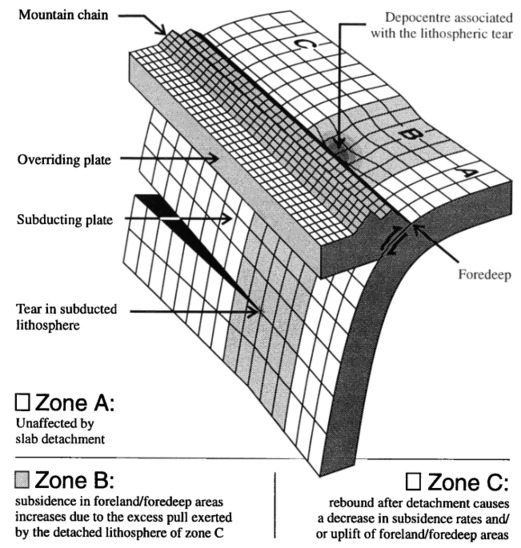 Mountain chain
Depocentre associated
with the lithospheric tear
C
B
A
Overriding plate
Subducting plate
Foredeep
Tear in subducted
lithosphere
Zone A:
Unaffected by
slab detachment
Zone B:
subsidence in foreland/foredeep areas
increases due to the excess pull exerted
by the detached lithosphere of zone C
Zone C:
rebound after detachment causes
a decrease in subsidence rates and/
or uplift of foreland/foredeep areas